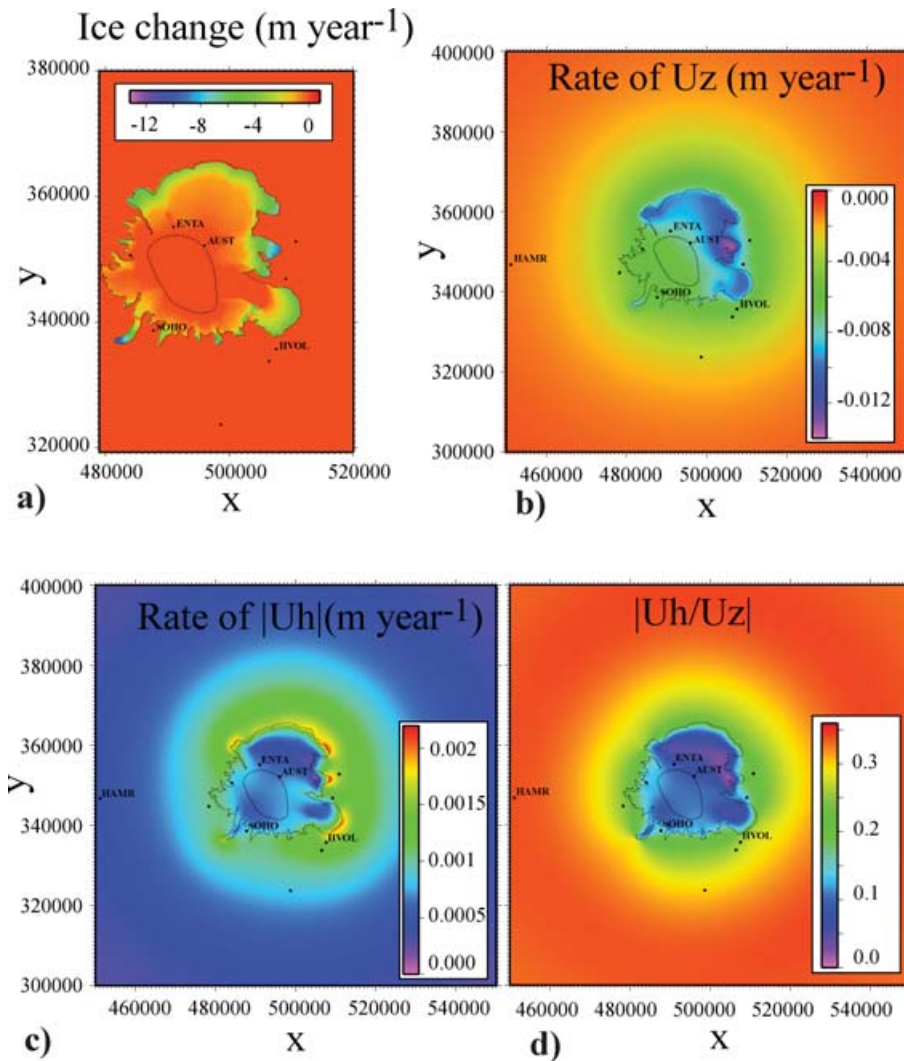 Ice change (m year-1)
380000
360000
340000
320000
y
-12 -8 -4 0
ENTA
AUST
SOHO
HVOL
480000 500000 520000
x
a)
400000
380000
360000
340000
320000
300000
y
Rate of Uz (m year-1)
0.000
-0.004
-0.008
-0.012
HAMR
ENTA
AUST
SOHO
HVOL
460000 480000 500000 520000 540000
x
b)
400000
380000
360000
340000
320000
300000
y
Rate of |Uh|(m year-1)
0.002
0.0015
0.001
0.0005
0.000
HAMR
ENTA
AUST
SOHO
HVOL
460000 480000 500000 520000 540000
x
c)
|Uh/Uz|
0.3
0.2
0.1
0.0
HAMR
ENTA
AUST
SOHO
HVOL
460000 480000 500000 520000 540000
x
d)